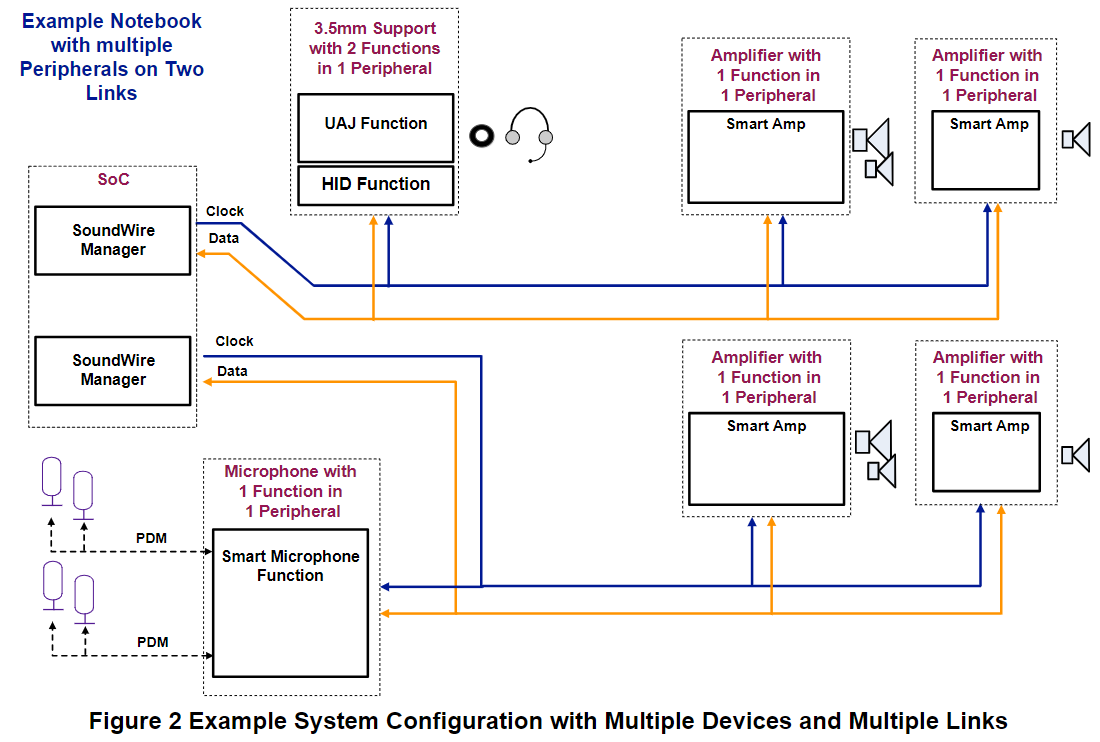 Example Notebook
with multiple
Peripherals on Two
Links
3.5mm Support
with 2 Functions
in 1 Peripheral
UAJ Function
HID Function
Amplifier with
1 Function in
1 Peripheral
Smart Amp
Amplifier with
1 Function in
1 Peripheral
Smart Amp
SoC
SoundWire
Manager
Clock
Data
SoundWire
Manager
Clock
Data
Amplifier with
1 Function in
1 Peripheral
Smart Amp
Amplifier with
1 Function in
1 Peripheral
Smart Amp
Microphone with
1 Function in
1 Peripheral
Smart Microphone
Function
PDM
PDM
Figure 2 Example System Configuration with Multiple Devices and Multiple Links